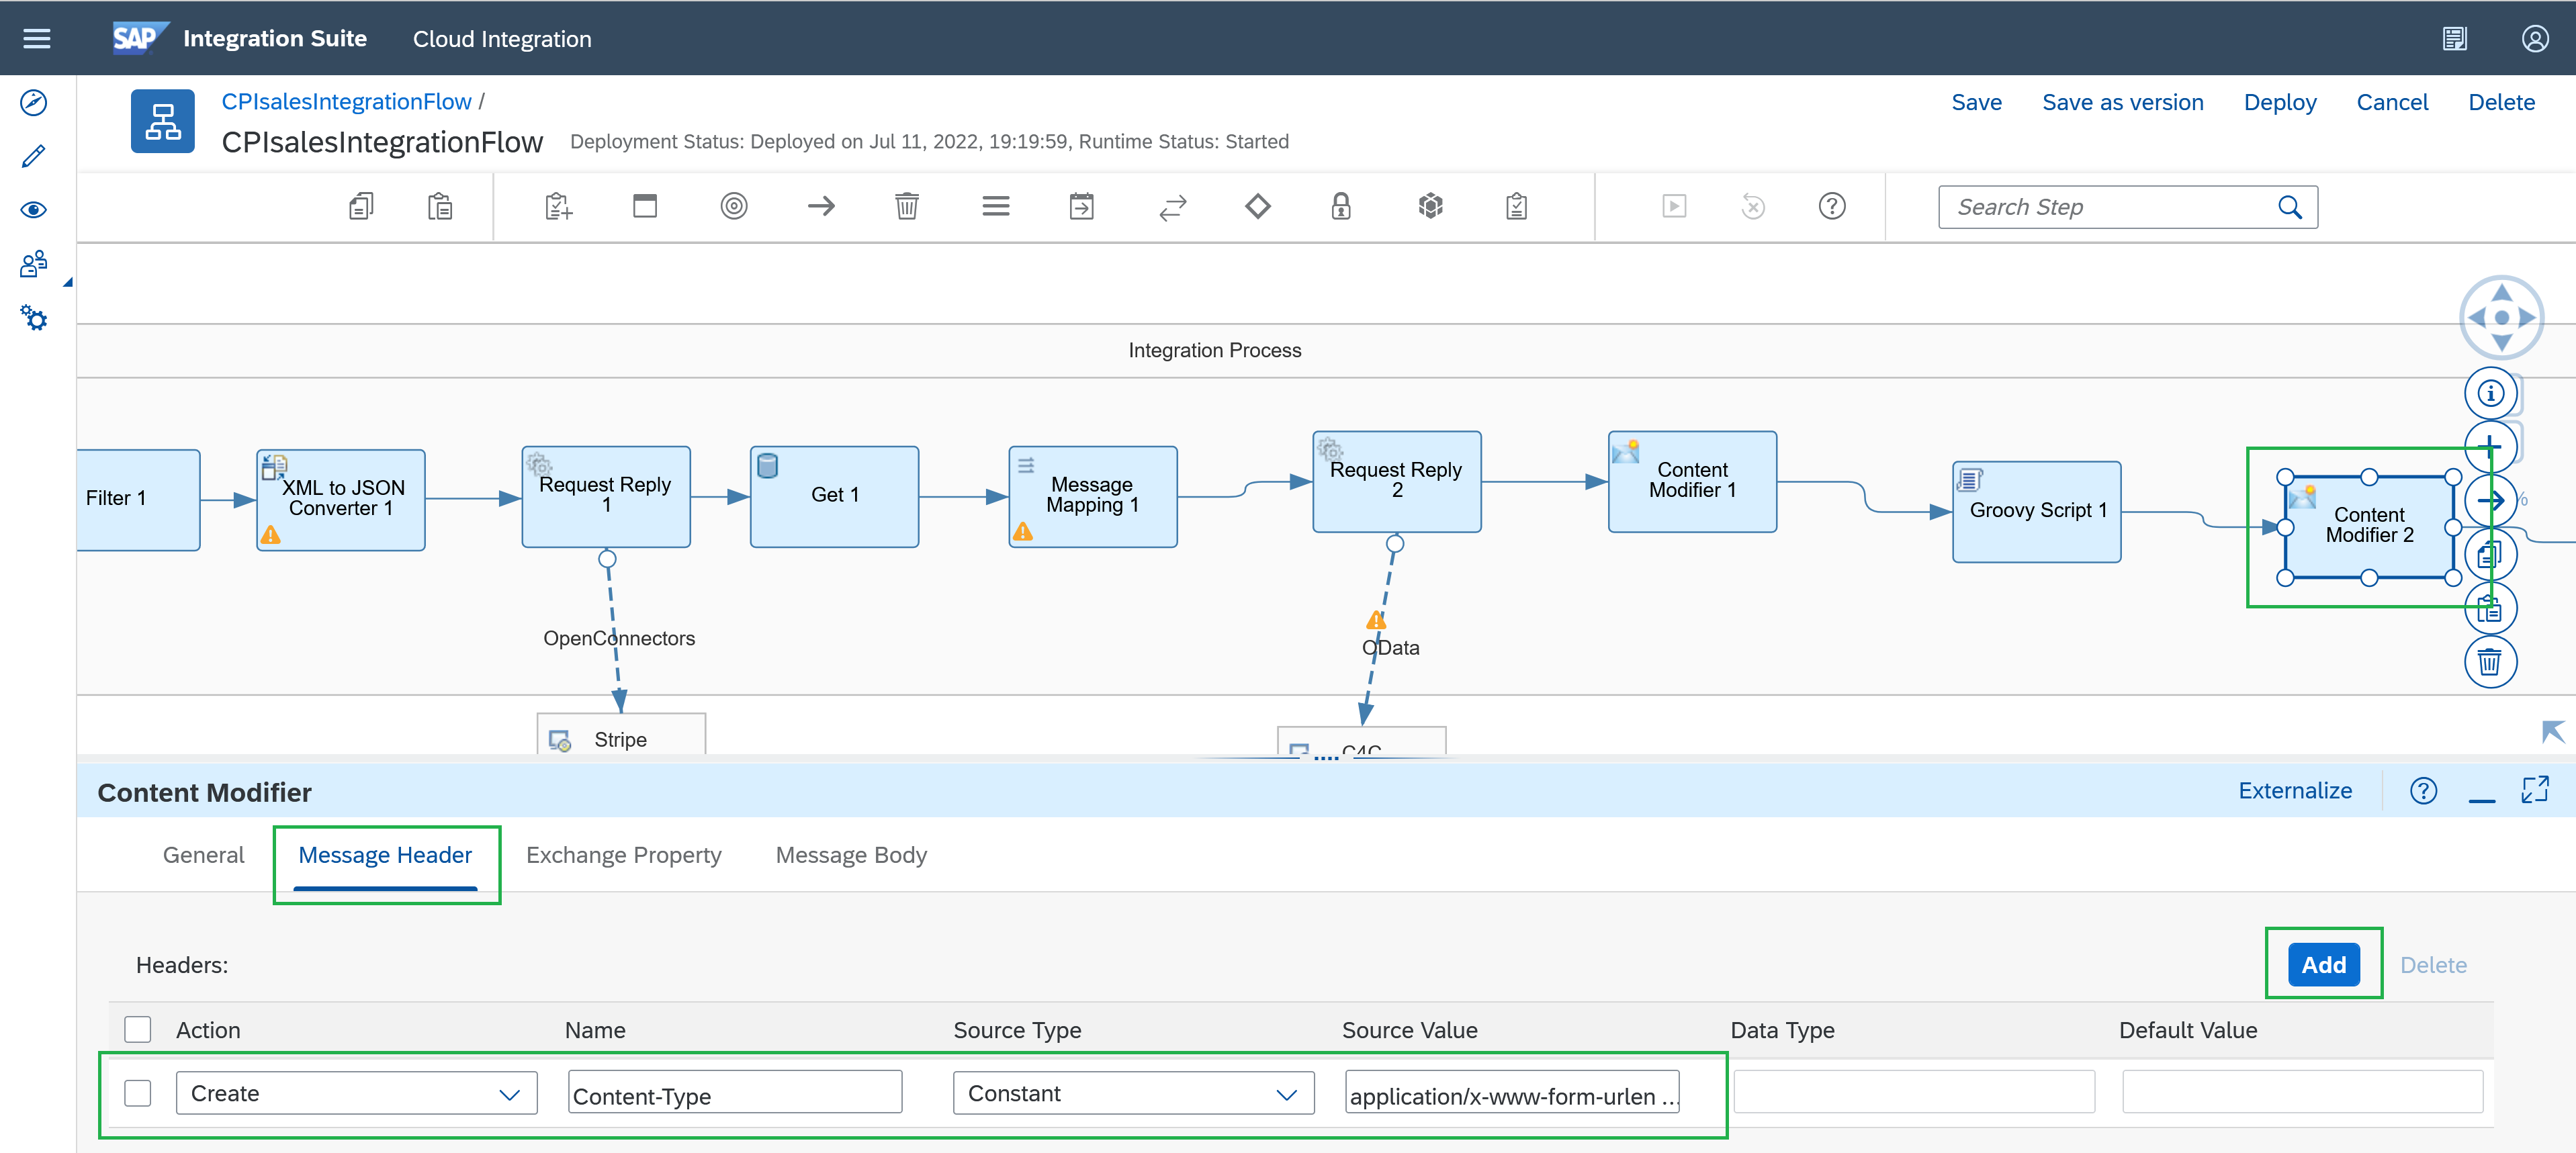 SAP Integration Suite Cloud Integration
CPIsalesIntegrationFlow /
CPIsalesIntegrationFlow Deployment Status: Deployed on Jul 11, 2022, 19:19:59, Runtime Status: Started
Save Save as version Deploy Cancel Delete
Search Step
Integration Process
Filter 1
XML to JSON
Converter 1
Request Reply
1
Get 1
Message
Mapping 1
Request Reply
2
Content
Modifier 1
Groovy Script 1
Content
Modifier 2
%
OpenConnectors
OData
Stripe
C4C
Content Modifier
Externalize
General Message Header Exchange Property Message Body
Headers:
Add Delete
Action Name Source Type Source Value Data Type Default Value
Create Content-Type Constant application/x-www-form-urlen ...